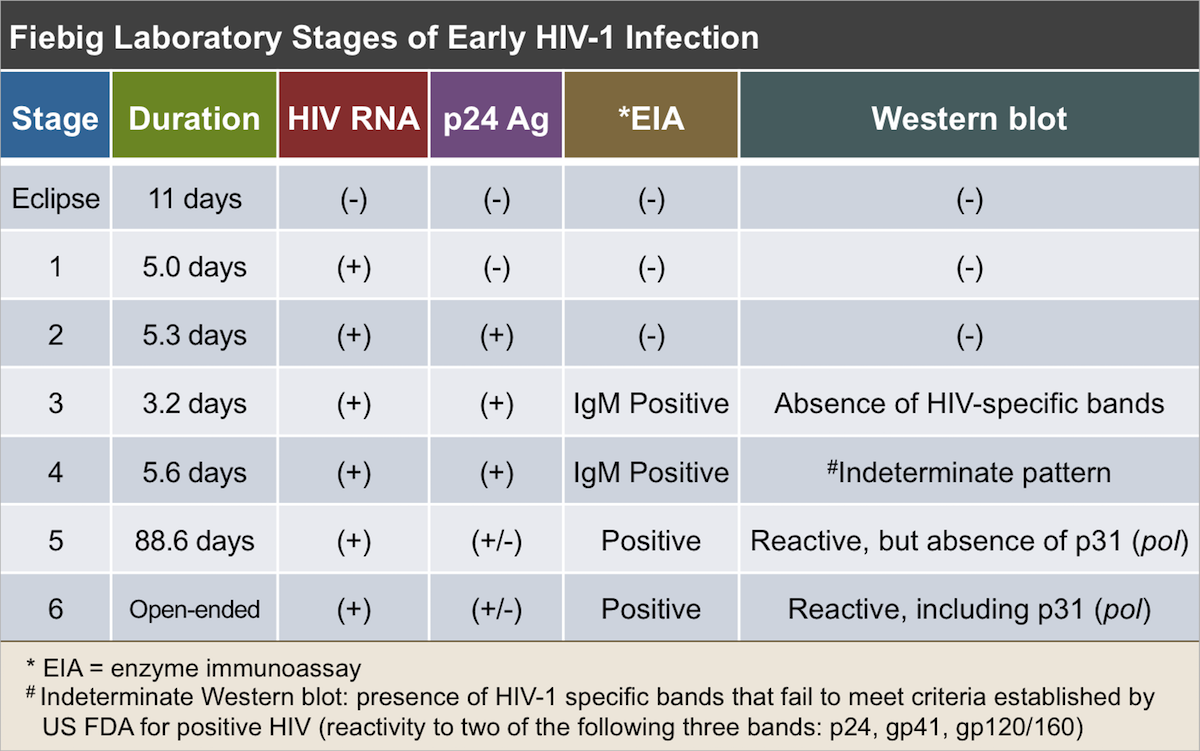 Fiebig Laboratory Stages of Early HIV-1 Infection
Stage Duration HIV RNA p24 Ag *EIA Western blot
Eclipse 11 days (-) (-) (-) (-)
1 5.0 days (+) (-) (-) (-)
2 5.3 days (+) (+) (-) (-)
3 3.2 days (+) (+) IgM Positive Absence of HIV-specific bands
4 5.6 days (+) (+) IgM Positive #Indeterminate pattern
5 88.6 days (+) (+/-) Positive Reactive, but absence of p31 (pol)
6 Open-ended (+) (+/-) Positive Reactive, including p31 (pol)
* EIA = enzyme immunoassay
# Indeterminate Western blot: presence of HIV-1 specific bands that fail to meet criteria established by
US FDA for positive HIV (reactivity to two of the following three bands: p24, gp41, gp120/160)